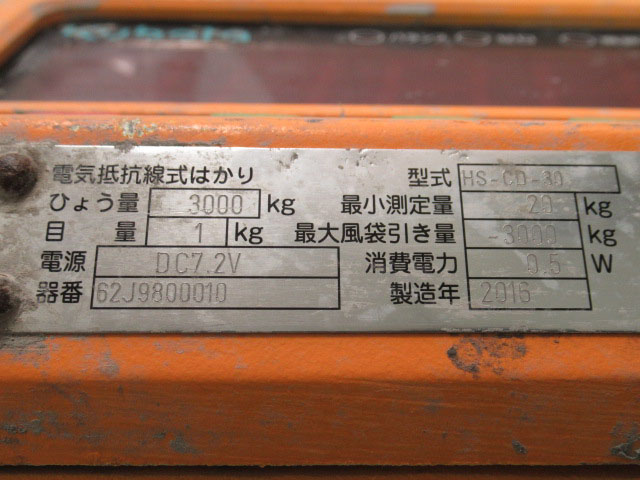 Kubota
電気抵抗線式はかり 型式 HS-CD-30
ひょう量 3000 kg 最小測定量 20 kg
目量 1 kg 最大風袋引き量 -3000 kg
電源 DC7.2V 消費電力 0.5 W
器番 62J9800010 製造年 2016